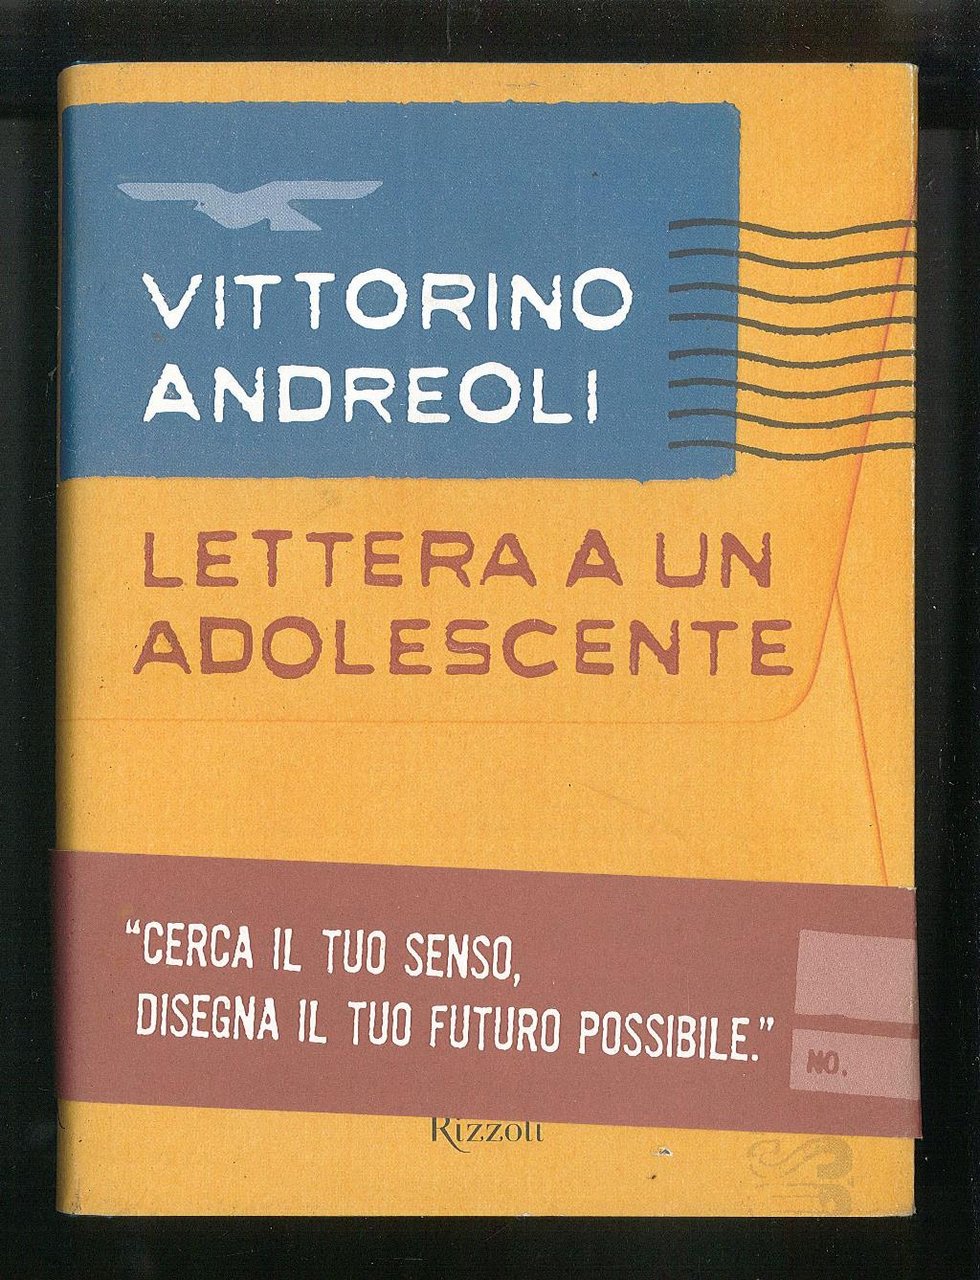 VITTORINO
ANDREOLI
LETTERA A UN
ADOLESCENTE
“CERCA IL TUO SENSO,
DISEGNA IL TUO FUTURO POSSIBILE.”
NO.
Rizzoli